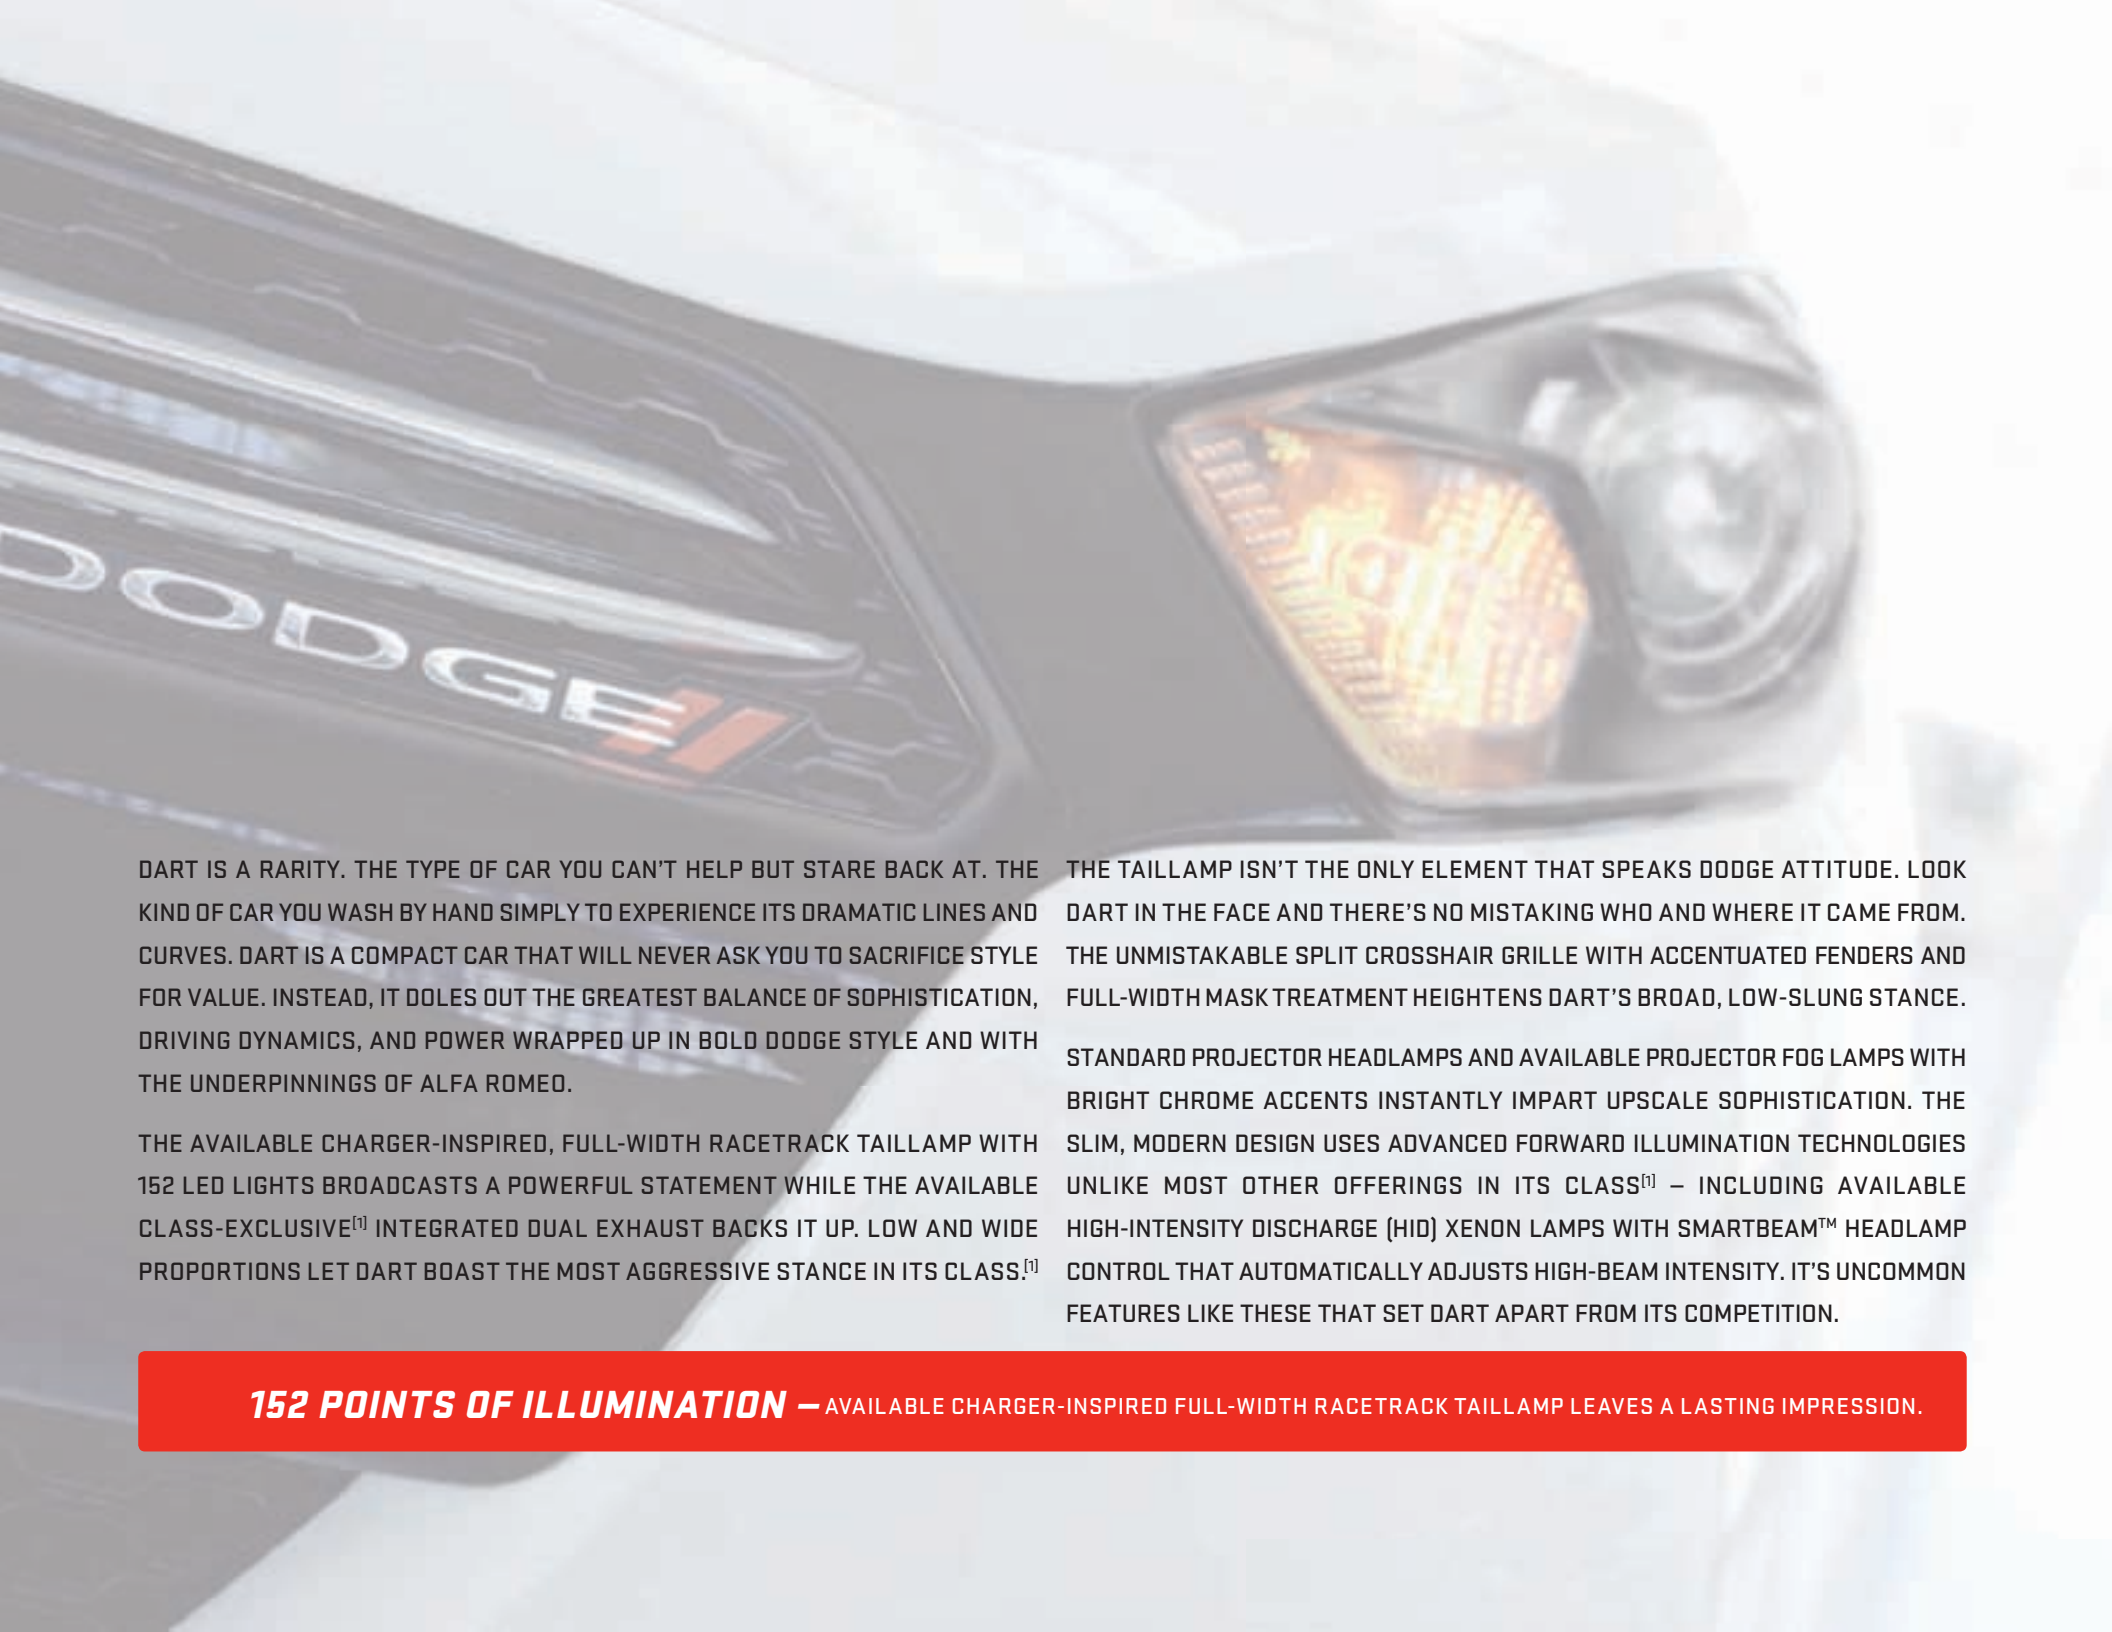 DODGE
DART IS A RARITY. THE TYPE OF CAR YOU CAN'T HELP BUT STARE BACK AT. THE
KIND OF CAR YOU WASH BY HAND SIMPLY TO EXPERIENCE ITS DRAMATIC LINES AND
CURVES. DART IS A COMPACT CAR THAT WILL NEVER ASK YOU TO SACRIFICE STYLE
FOR VALUE. INSTEAD, IT DOLES OUT THE GREATEST BALANCE OF SOPHISTICATION,
DRIVING DYNAMICS, AND POWER WRAPPED UP IN BOLD DODGE STYLE AND WITH
THE UNDERPINNINGS OF ALFA ROMEO.
THE AVAILABLE CHARGER-INSPIRED, FULL-WIDTH RACETRACK TAILLAMP WITH
152 LED LIGHTS BROADCASTS A POWERFUL STATEMENT WHILE THE AVAILABLE
CLASS-EXCLUSIVE[1] INTEGRATED DUAL EXHAUST BACKS IT UP. LOW AND WIDE
PROPORTIONS LET DART BOAST THE MOST AGGRESSIVE STANCE IN ITS CLASS.[1]
THE TAILLAMP ISN'T THE ONLY ELEMENT THAT SPEAKS DODGE ATTITUDE. LOOK
DART IN THE FACE AND THERE'S NO MISTAKING WHO AND WHERE IT CAME FROM.
THE UNMISTAKABLE SPLIT CROSSHAIR GRILLE WITH ACCENTUATED FENDERS AND
FULL-WIDTH MASK TREATMENT HEIGHTENS DART'S BROAD, LOW-SLUNG STANCE.
STANDARD PROJECTOR HEADLAMPS AND AVAILABLE PROJECTOR FOG LAMPS WITH
BRIGHT CHROME ACCENTS INSTANTLY IMPART UPSCALE SOPHISTICATION. THE
SLIM, MODERN DESIGN USES ADVANCED FORWARD ILLUMINATION TECHNOLOGIES
UNLIKE MOST OTHER OFFERINGS IN ITS CLASS[1] – INCLUDING AVAILABLE
HIGH-INTENSITY DISCHARGE (HID) XENON LAMPS WITH SMARTBEAM™ HEADLAMP
CONTROL THAT AUTOMATICALLY ADJUSTS HIGH-BEAM INTENSITY. IT'S UNCOMMON
FEATURES LIKE THESE THAT SET DART APART FROM ITS COMPETITION.
152 POINTS OF ILLUMINATION – AVAILABLE CHARGER-INSPIRED FULL-WIDTH RACETRACK TAILLAMP LEAVES A LASTING IMPRESSION.